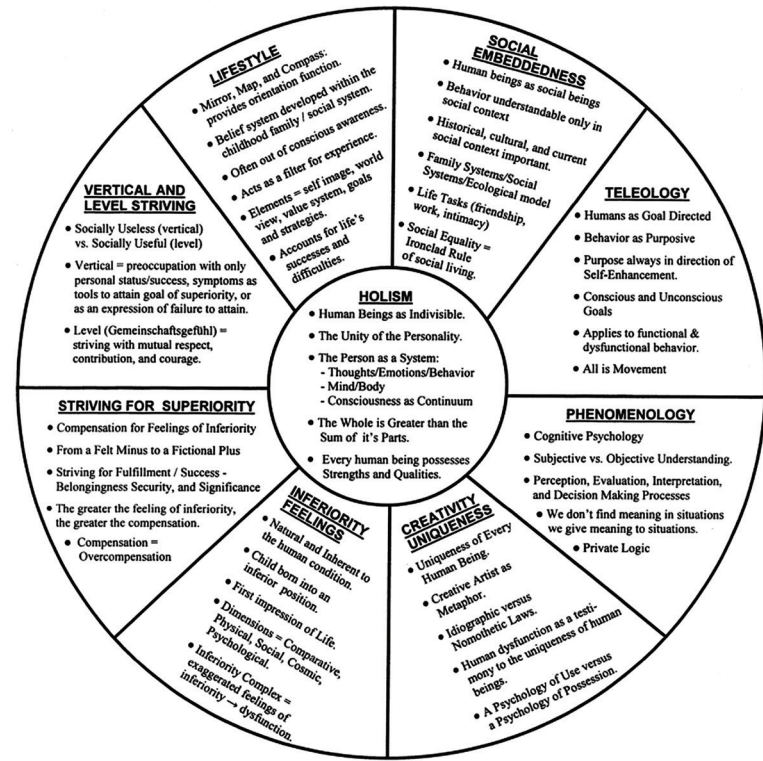 LIFESTYLE
● Mirror, Map, and Compass:
provides orientation function.
● Belief system developed within the
childhood family / social system.
● Often out of conscious awareness.
● Acts as a filter for experience.
● Elements = self image, world
view, value system, goals
and strategies.
● Accounts for life's
successes and
difficulties.
SOCIAL
EMBEDDEDNESS
● Human beings as social beings
● Behavior understandable only in
social context
● Historical, cultural, and current
social context important.
● Family Systems/Social
Systems/Ecological model
● Life Tasks (friendship,
work, intimacy)
● Social Equality =
Ironclad Rule
of social living.
TELEOLOGY
● Humans as Goal Directed
● Behavior as Purposive
● Purpose always in direction of
Self-Enhancement.
● Conscious and Unconscious
Goals
● Applies to functional &
dysfunctional behavior.
● All is Movement
PHENOMENOLOGY
● Cognitive Psychology
● Subjective vs. Objective Understanding.
● Perception, Evaluation, Interpretation,
and Decision Making Processes
● We don't find meaning in situations
we give meaning to situations.
● Private Logic
CREATIVITY
UNIQUENESS
● Uniqueness of Every
Human Being.
● Creative Artist as
Metaphor.
● Idiographic versus
Nomothetic Laws.
● Human dysfunction as a testi-
mony to the uniqueness of human
beings.
● A Psychology of Use versus
a Psychology of Possession.
INFERIORITY
FEELINGS
● Natural and Inherent to
the human condition.
● Child born into an
inferior position.
● First impression of Life.
● Dimensions = Comparative,
Physical, Social, Cosmic,
Psychological.
● Inferiority Complex =
exaggerated feelings of
inferiority → dysfunction.
STRIVING FOR SUPERIORITY
● Compensation for Feelings of Inferiority
● From a Felt Minus to a Fictional Plus
● Striving for Fulfillment / Success -
Belongingness Security, and Significance
● The greater the feeling of inferiority,
the greater the compensation.
● Compensation =
Overcompensation
VERTICAL AND
LEVEL STRIVING
● Socially Useless (vertical)
vs. Socially Useful (level)
● Vertical = preoccupation with only
personal status/success, symptoms as
tools to attain goal of superiority, or
as an expression of failure to attain.
● Level (Gemeinschaftsgefühl) =
striving with mutual respect,
contribution, and courage.
HOLISM
● Human Beings as Indivisible.
● The Unity of the Personality.
● The Person as a System:
- Thoughts/Emotions/Behavior
- Mind/Body
- Consciousness as Continuum
● The Whole is Greater than the
Sum of it's Parts.
● Every human being possesses
Strengths and Qualities.